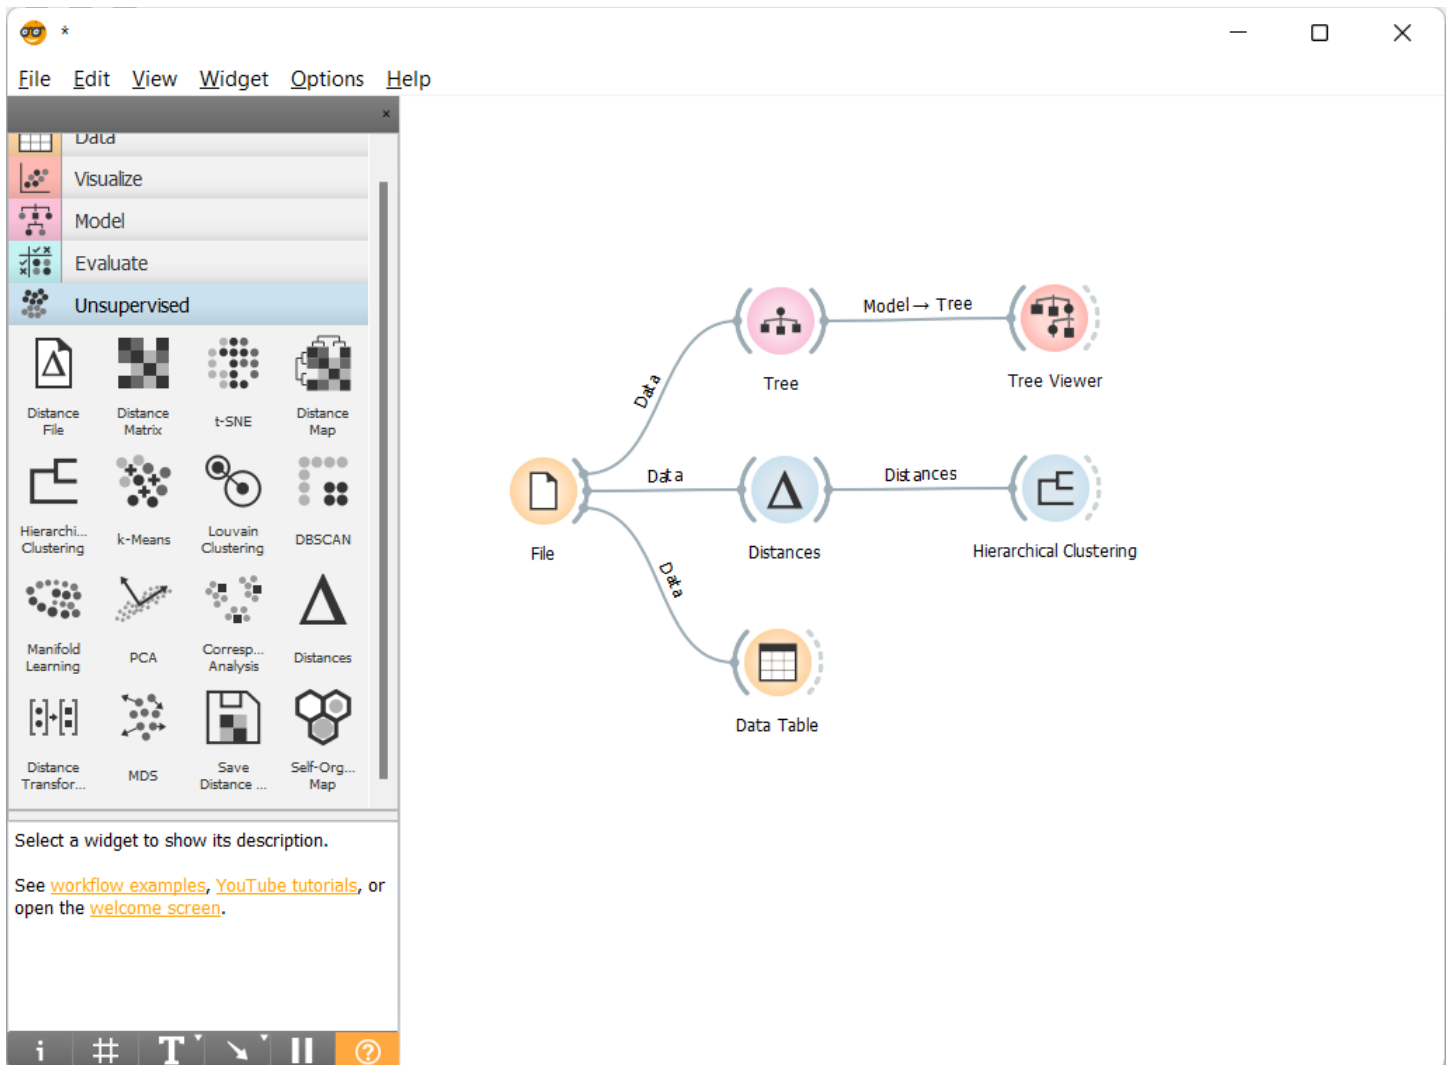 *
File Edit View Widget Options Help
×
Data
Visualize
Model
Evaluate
Unsupervised
Distance File
Distance Matrix
t-SNE
Distance Map
Hierarchi... Clustering
k-Means
Louvain Clustering
DBSCAN
Manifold Learning
PCA
Corresp... Analysis
Distances
Distance Transfor...
MDS
Save Distance ...
Self-Org... Map
Select a widget to show its description.
See workflow examples, YouTube tutorials, or
open the welcome screen.
i # T ?
Data
Tree
Model → Tree
Tree Viewer
File
Data
Distances
Distances
Hierarchical Clustering
Data
Data Table